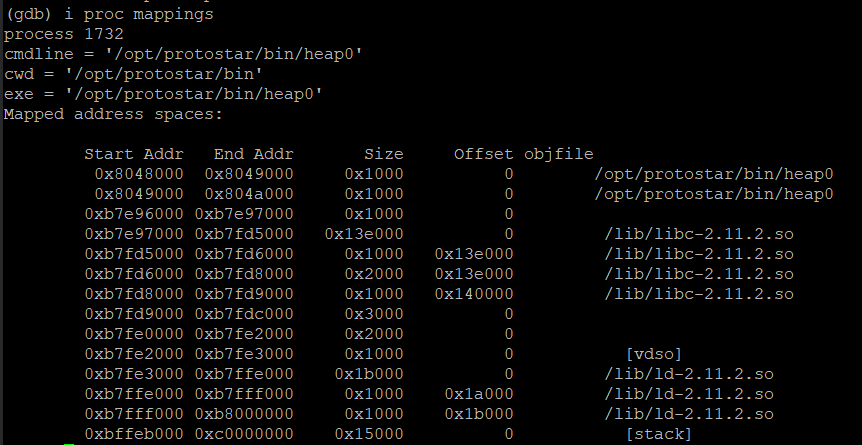 (gdb) i proc mappings
process 1732
cmdline = '/opt/protostar/bin/heap0'
cwd = '/opt/protostar/bin'
exe = '/opt/protostar/bin/heap0'
Mapped address spaces:
Start Addr End Addr Size Offset objfile
0x8048000 0x8049000 0x1000 0 /opt/protostar/bin/heap0
0x8049000 0x804a000 0x1000 0 /opt/protostar/bin/heap0
0xb7e96000 0xb7e97000 0x1000 0
0xb7e97000 0xb7fd5000 0x13e000 0 /lib/libc-2.11.2.so
0xb7fd5000 0xb7fd6000 0x1000 0x13e000 /lib/libc-2.11.2.so
0xb7fd6000 0xb7fd8000 0x2000 0x13e000 /lib/libc-2.11.2.so
0xb7fd8000 0xb7fd9000 0x1000 0x140000 /lib/libc-2.11.2.so
0xb7fd9000 0xb7fdc000 0x3000 0
0xb7fe0000 0xb7fe2000 0x2000 0
0xb7fe2000 0xb7fe3000 0x1000 0 [vdso]
0xb7fe3000 0xb7ffe000 0x1b000 0 /lib/ld-2.11.2.so
0xb7ffe000 0xb7fff000 0x1000 0x1a000 /lib/ld-2.11.2.so
0xb7fff000 0xb8000000 0x1000 0x1b000 /lib/ld-2.11.2.so
0xbffeb000 0xc0000000 0x15000 0 [stack]